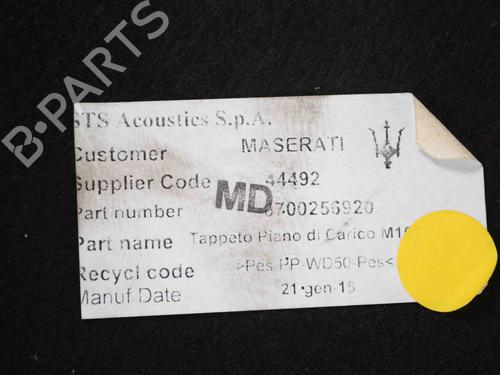 B-PARTS
STS Acoustics S.p.A.
Customer MASERATI
Supplier Code 44492
MD
Part number 6700256920
Part name Tappeto Piano di Carico
Recycl code >Pes PP-WD50-Pes<
Manuf Date 21-gen-15